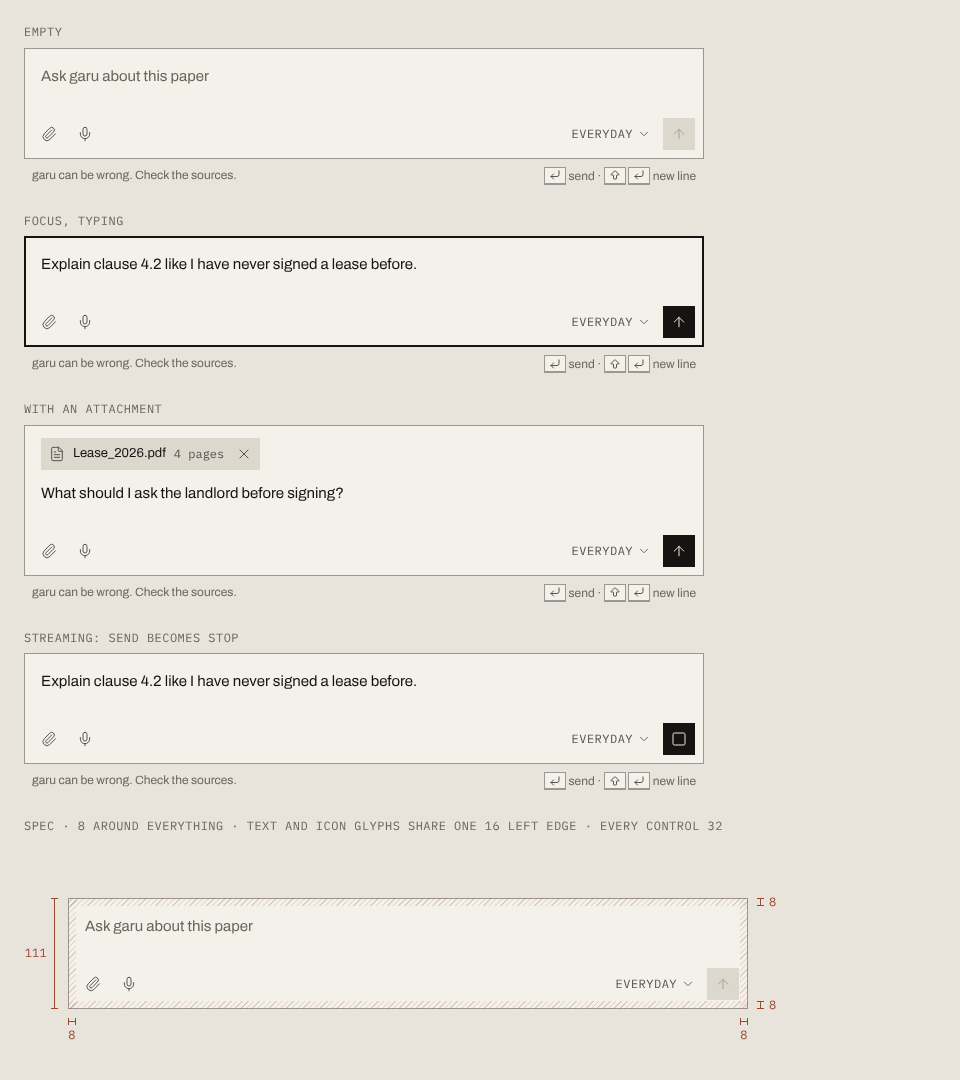 EMPTY
Ask garu about this paper
EVERYDAY
garu can be wrong. Check the sources.
send · new line
FOCUS, TYPING
Explain clause 4.2 like I have never signed a lease before.
EVERYDAY
garu can be wrong. Check the sources.
send · new line
WITH AN ATTACHMENT
Lease_2026.pdf 4 pages
What should I ask the landlord before signing?
EVERYDAY
garu can be wrong. Check the sources.
send · new line
STREAMING: SEND BECOMES STOP
Explain clause 4.2 like I have never signed a lease before.
EVERYDAY
garu can be wrong. Check the sources.
send · new line
SPEC · 8 AROUND EVERYTHING · TEXT AND ICON GLYPHS SHARE ONE 16 LEFT EDGE · EVERY CONTROL 32
8
Ask garu about this paper
111
EVERYDAY
8
8
8